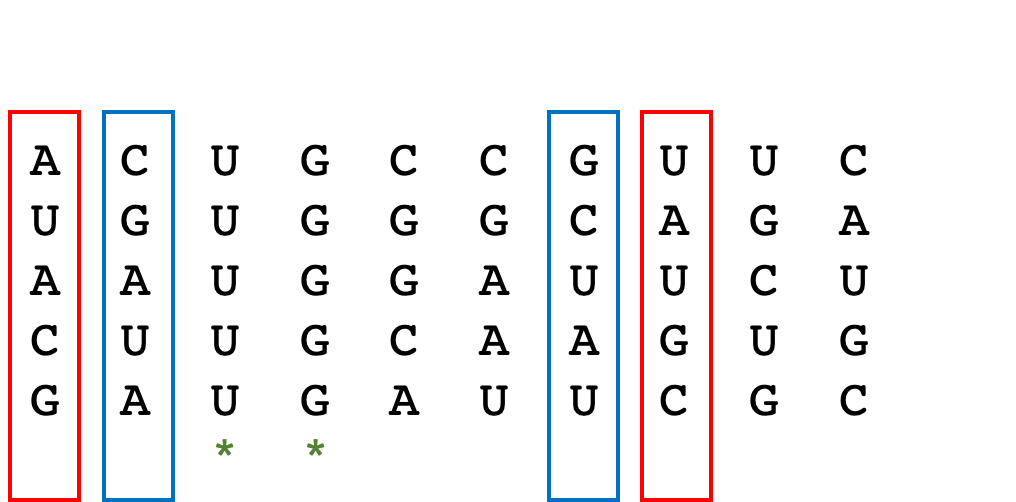 A C U G C C G U U C
U G U G G G C A G A
A A U G G A U U C U
C U U G C A A G U G
G A U G A U U C G C
* *